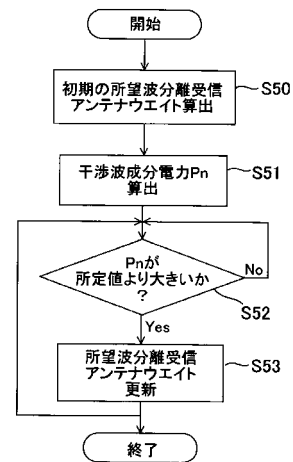 開始
初期の所望波分離受信
アンテナウエイト算出
S50
干渉波成分電力Pn
算出
S51
Pnが
所定値より大きいか
?
No
S52
Yes
所望波分離受信
アンテナウエイト
更新
S53
終了